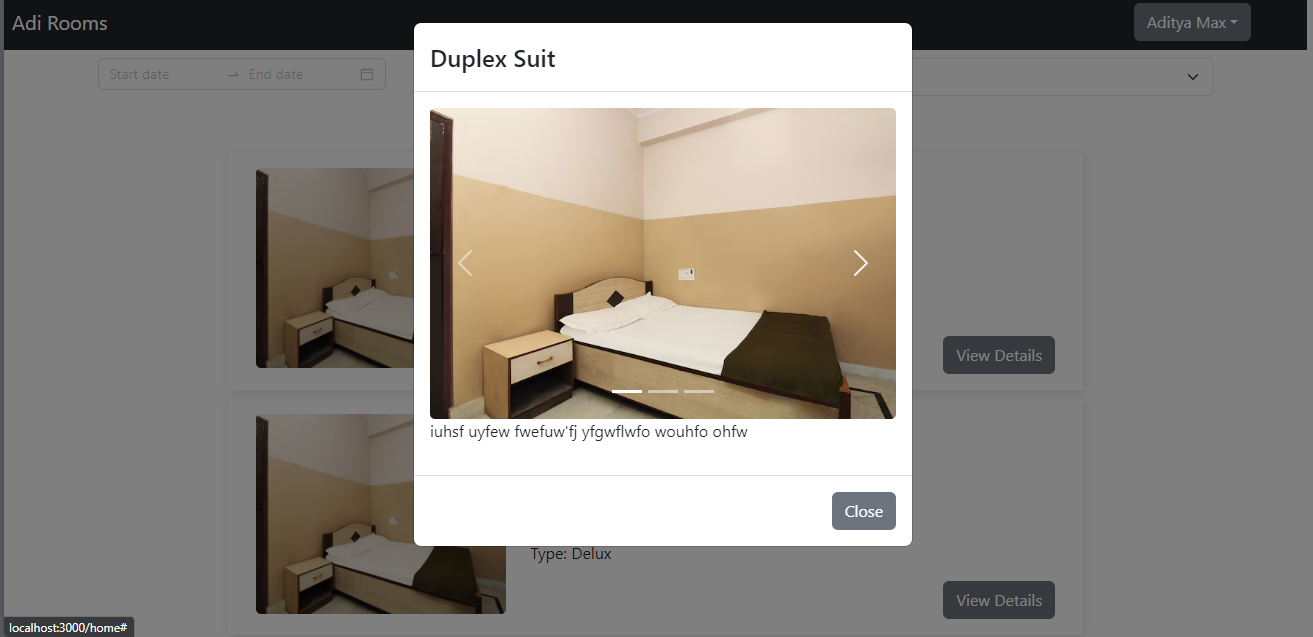 Adi Rooms
Aditya Max
Duplex Suit
Start date
End date
View Details
iuhsf uyfew fwefuw'fj yfgwflwfo wouhfo ohfw
Close
Type: Delux
View Details
localhost:3000/home#